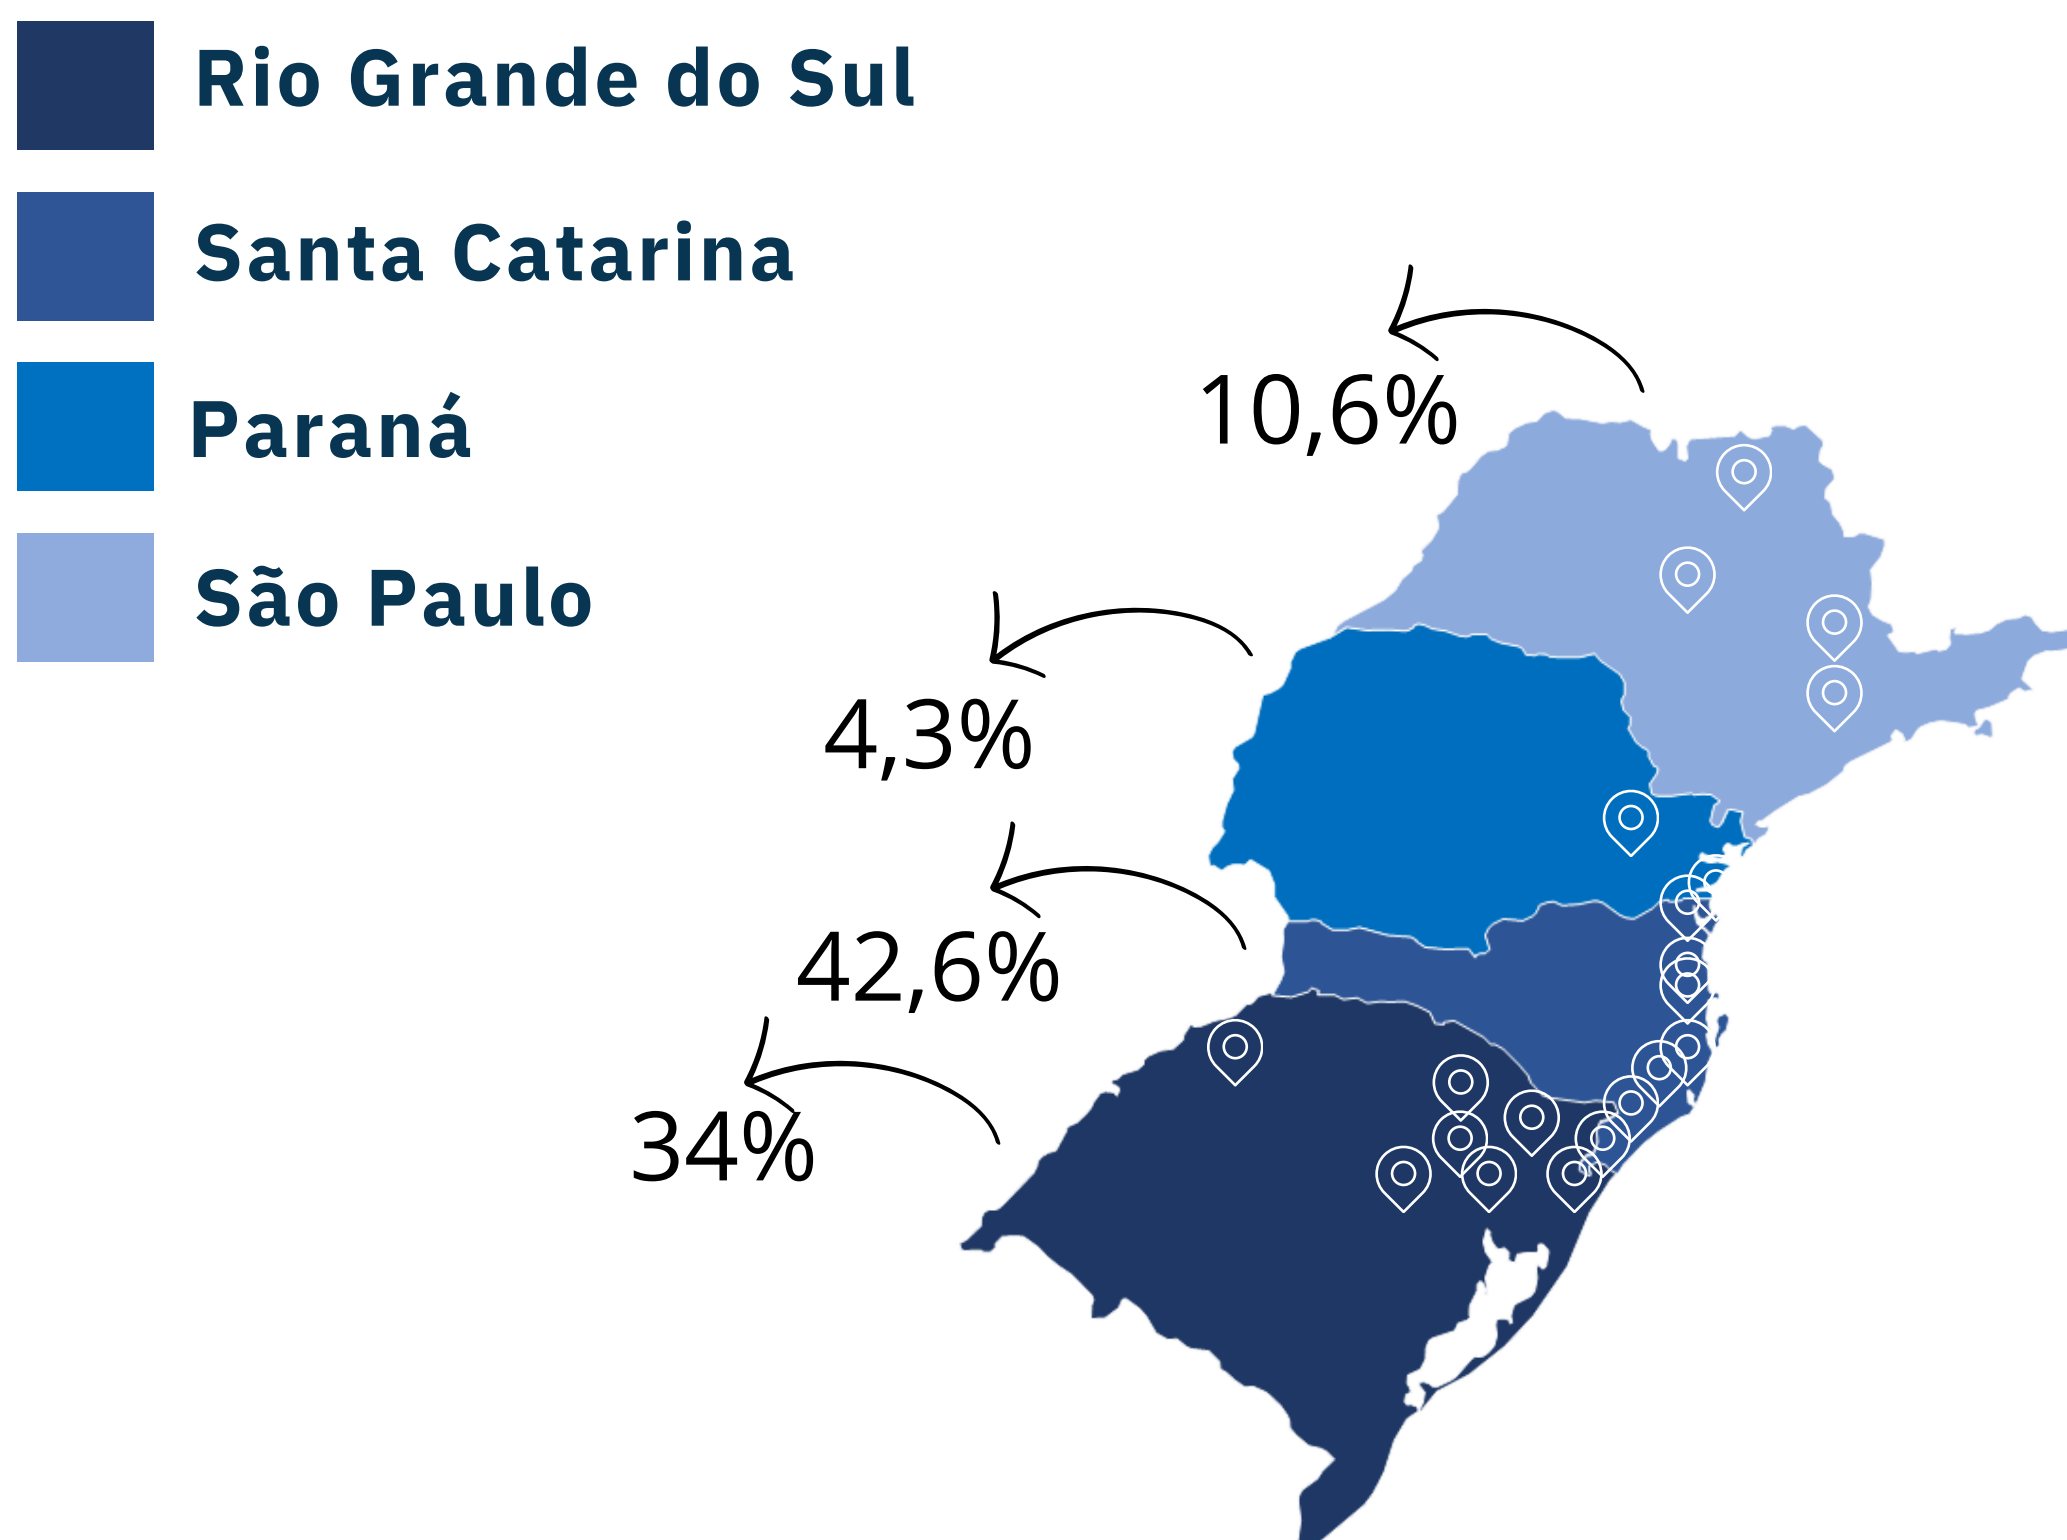 Rio Grande do Sul
Santa Catarina
Paraná
São Paulo
10,6%
4,3%
42,6%
34%